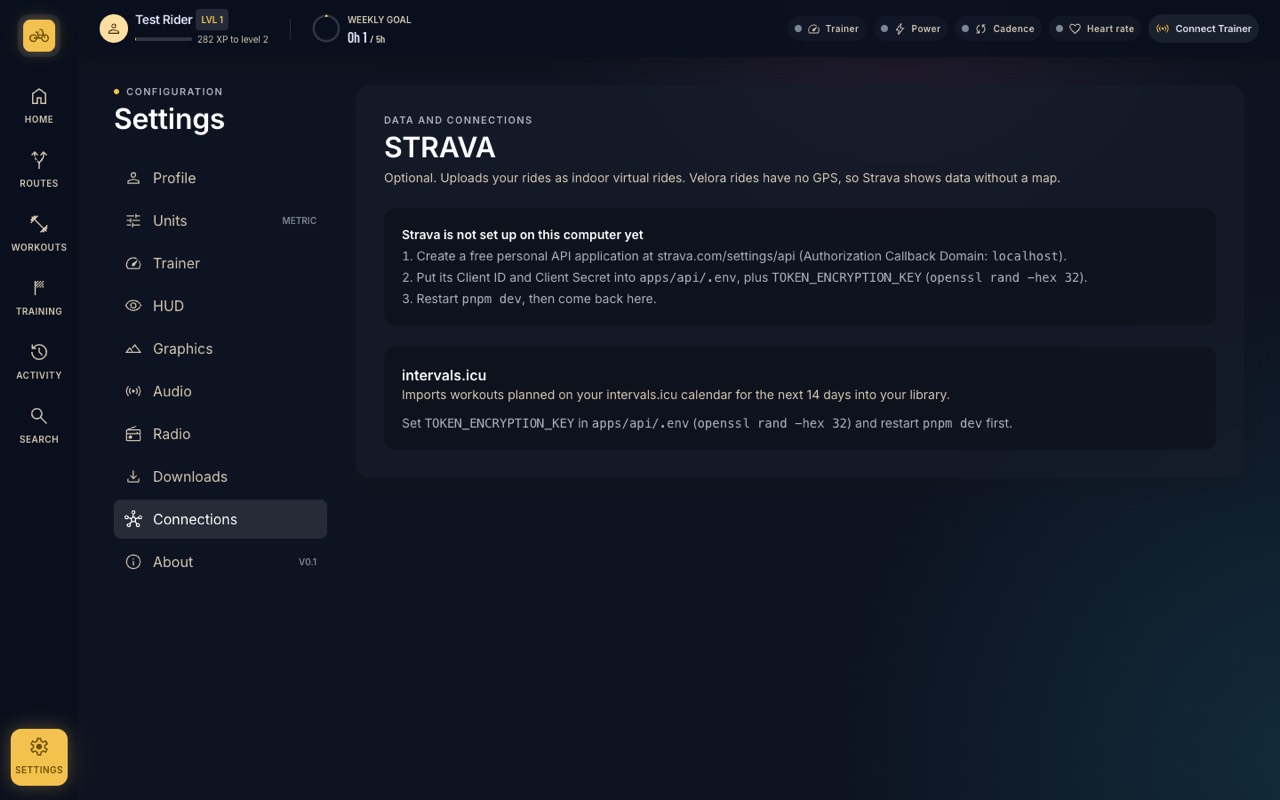 Test Rider LVL 1
282 XP to level 2
WEEKLY GOAL
0h 1 / 5h
Trainer
Power
Cadence
Heart rate
Connect Trainer
HOME
ROUTES
WORKOUTS
TRAINING
ACTIVITY
SEARCH
SETTINGS
CONFIGURATION
Settings
Profile
Units METRIC
Trainer
HUD
Graphics
Audio
Radio
Downloads
Connections
About V0.1
DATA AND CONNECTIONS
STRAVA
Optional. Uploads your rides as indoor virtual rides. Velora rides have no GPS, so Strava shows data without a map.
Strava is not set up on this computer yet
1. Create a free personal API application at strava.com/settings/api (Authorization Callback Domain: localhost).
2. Put its Client ID and Client Secret into apps/api/.env, plus TOKEN_ENCRYPTION_KEY (openssl rand -hex 32).
3. Restart pnpm dev, then come back here.
intervals.icu
Imports workouts planned on your intervals.icu calendar for the next 14 days into your library.
Set TOKEN_ENCRYPTION_KEY in apps/api/.env (openssl rand -hex 32) and restart pnpm dev first.